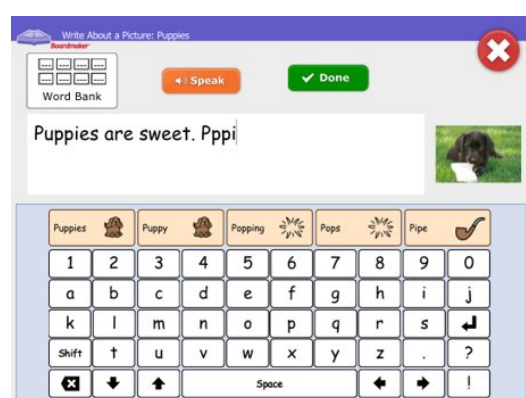 Write About a Picture: Puppies
Boardmaker
Word Bank
Speak
Done
Puppies are sweet. Pppi
Puppies Puppy Popping Pops Pipe
1 2 3 4 5 6 7 8 9 0
a b c d e f g h i j
k l m n o p q r s
Shift t u v w x y z . ?
Space !